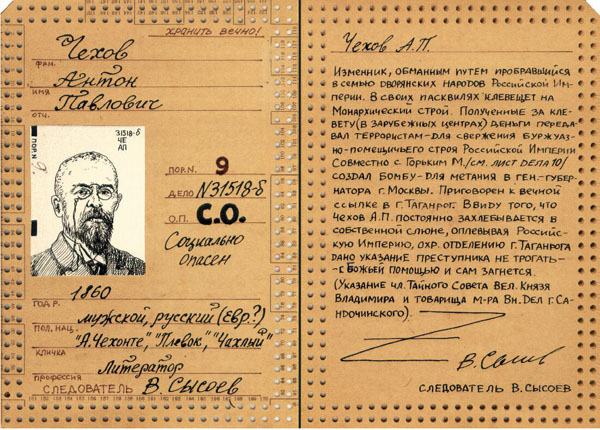 ХРАНИТЬ ВЕЧНО!
Чехов
ФАМ.
Антон
ИМЯ
Павлович
ОТЧ.
31518-б
ЧЕ
АП
ПОР.N 9
ДЕЛО N31518-б
О.П. С.О.
Социально
опасен
1860
ГОД Р.
мужской, русский (Евр.?)
ПОЛ, НАЦ.
"А.Чехонте", "Плевок", "Чахлый"
КЛИЧКА
Литератор
ПРОФЕССИЯ
СЛЕДОВАТЕЛЬ В. Сысоев
Чехов А.П.
Изменник, обманным путем пробравшийся
в семью дворянских народов Российской Им-
перии. В своих пасквилях клевещет на
Монархический строй. Полученные за кле-
вету (в зарубежных центрах) деньги переда-
вал террористам-для свержения буржуаз-
но-помещичьего строя Российской Империи
Совместно с Горьким М. /см. лист дела 10/
создал бомбу-для метания в ген.-губер-
натора г. Москвы. Приговорен к вечной
ссылке в г. Таганрог. Ввиду того, что
Чехов А.П. постоянно захлебывается в
собственной слюне, оплевывая Россий-
скую Империю, охр. отделению г. Таганрога
дано указание преступника не трогать-
с Божьей помощью и сам загнется.
(Указание чл. Тайного Совета Вел. Князя
Владимира и товарища м-ра Вн. Дел г. Са-
ндочинского).
В. Сысоев
СЛЕДОВАТЕЛЬ В. СЫСОЕВ